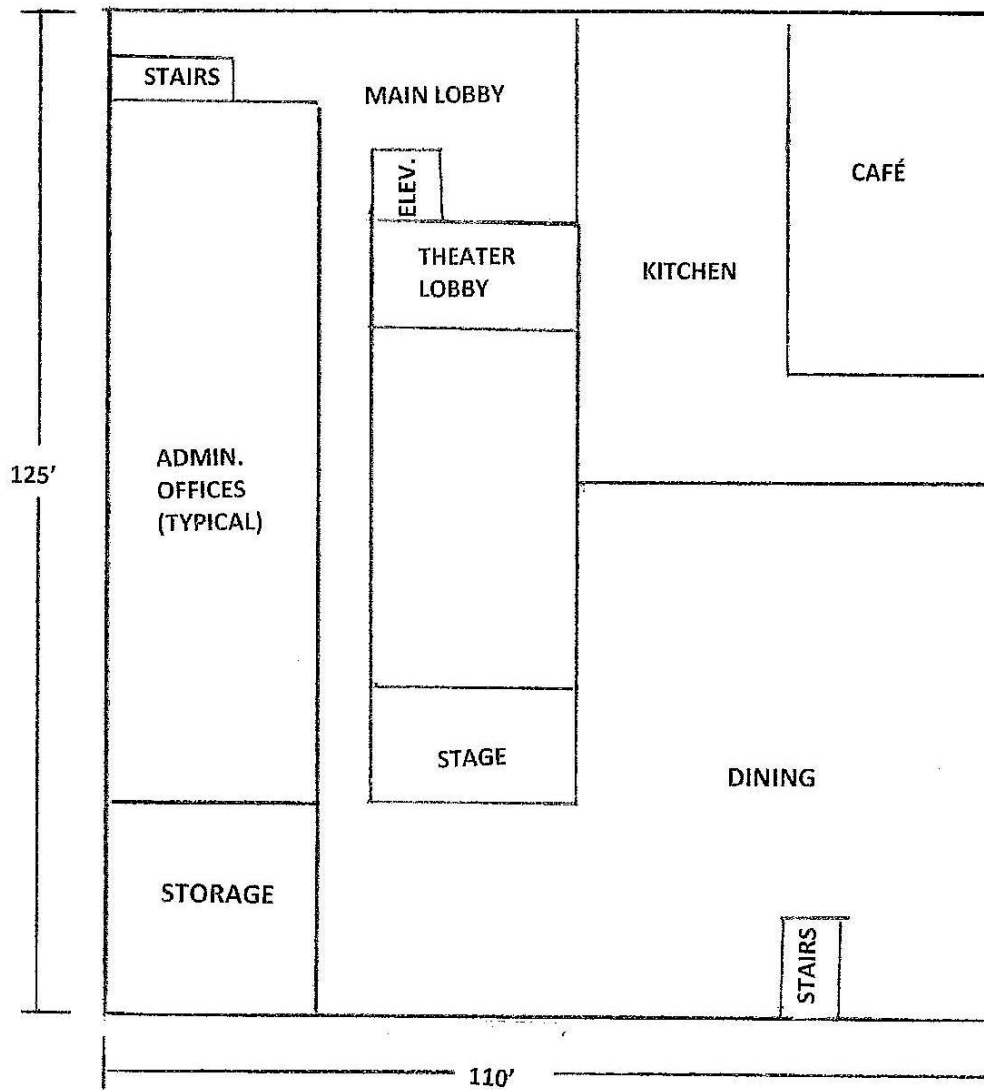 STAIRS
MAIN LOBBY
ELEV.
CAFÉ
THEATER
LOBBY
KITCHEN
ADMIN.
OFFICES
(TYPICAL)
125'
STAGE
DINING
STORAGE
STAIRS
110'